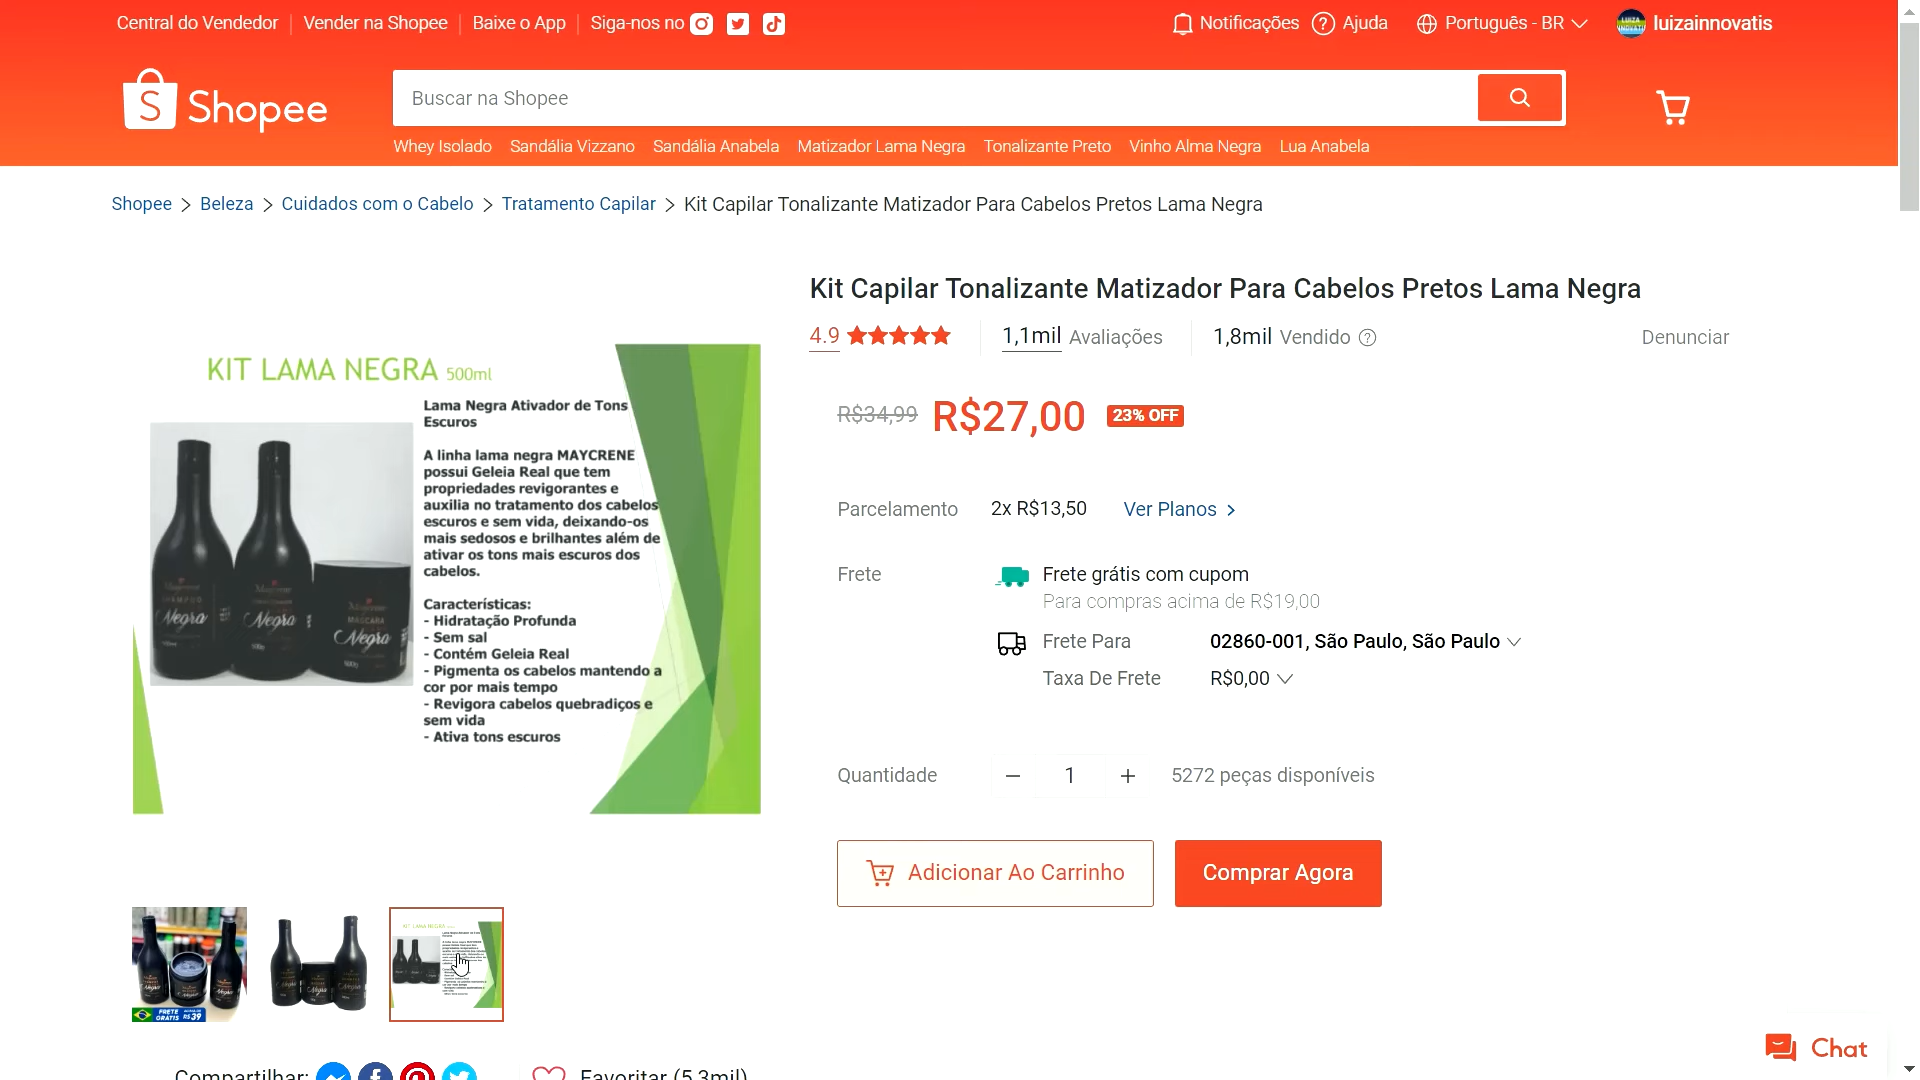 Central do Vendedor Vender na Shopee Baixe o App Siga-nos no Notificações Ajuda Português - BR luizainnovatis
Shopee
Buscar na Shopee
Whey Isolado Sandália Vizzano Sandália Anabela Matizador Lama Negra Tonalizante Preto Vinho Alma Negra Lua Anabela
Shopee > Beleza > Cuidados com o Cabelo > Tratamento Capilar > Kit Capilar Tonalizante Matizador Para Cabelos Pretos Lama Negra
KIT LAMA NEGRA 500ml
Lama Negra Ativador de Tons
Escuros
A linha lama negra MAYCRENE
possui Geleia Real que tem
propriedades revigorantes e
auxilia no tratamento dos cabelos
escuros e sem vida, deixando-os
mais sedosos e brilhantes além de
ativar os tons mais escuros dos
cabelos.
Características:
- Hidratação Profunda
- Sem sal
- Contém Geleia Real
- Pigmenta os cabelos mantendo a
cor por mais tempo
- Revigora cabelos quebradiços e
sem vida
- Ativa tons escuros
SHAMPOO
Negra
Negra
MÁSCARA
Negra
Kit Capilar Tonalizante Matizador Para Cabelos Pretos Lama Negra
4.9 1,1mil Avaliações 1,8mil Vendido ? Denunciar
R$34,99 R$27,00 23% OFF
Parcelamento 2x R$13,50 Ver Planos >
Frete Frete grátis com cupom
Para compras acima de R$19,00
Frete Para 02860-001, São Paulo, São Paulo
Taxa De Frete R$0,00
Quantidade − 1 + 5272 peças disponíveis
Adicionar Ao Carrinho Comprar Agora
FRETE
GRÁTIS
R$39
KIT LAMA NEGRA
Chat
Compartilhar: Favoritar (5,3mil)